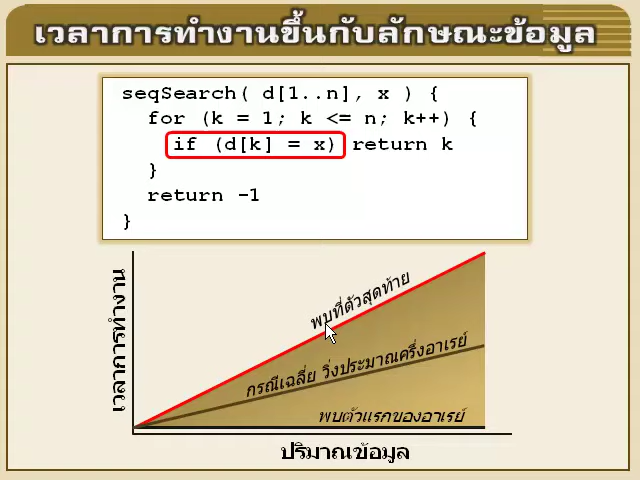 เวลาการทำงานขึ้นกับลักษณะข้อมูล
seqSearch( d[1..n], x ) {
for (k = 1; k <= n; k++) {
if (d[k] = x) return k
}
return -1
}
เวลาการทำงาน
พบที่ตัวสุดท้าย
กรณีเฉลี่ย วิ่งประมาณครึ่งอาเรย์
พบตัวแรกของอาเรย์
ปริมาณข้อมูล